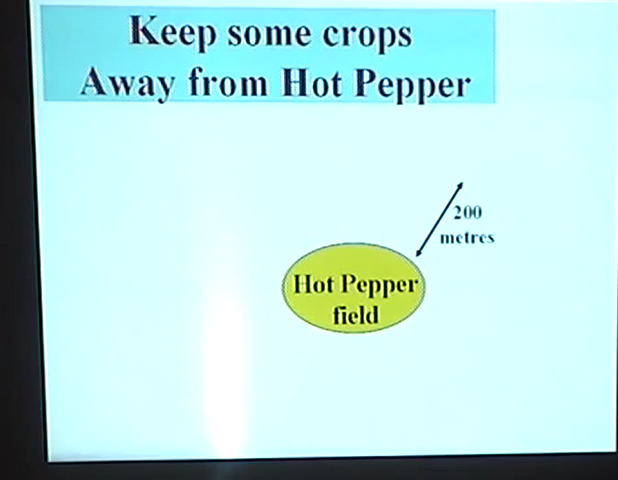 Keep some crops
Away from Hot Pepper
200
metres
Hot Pepper
field